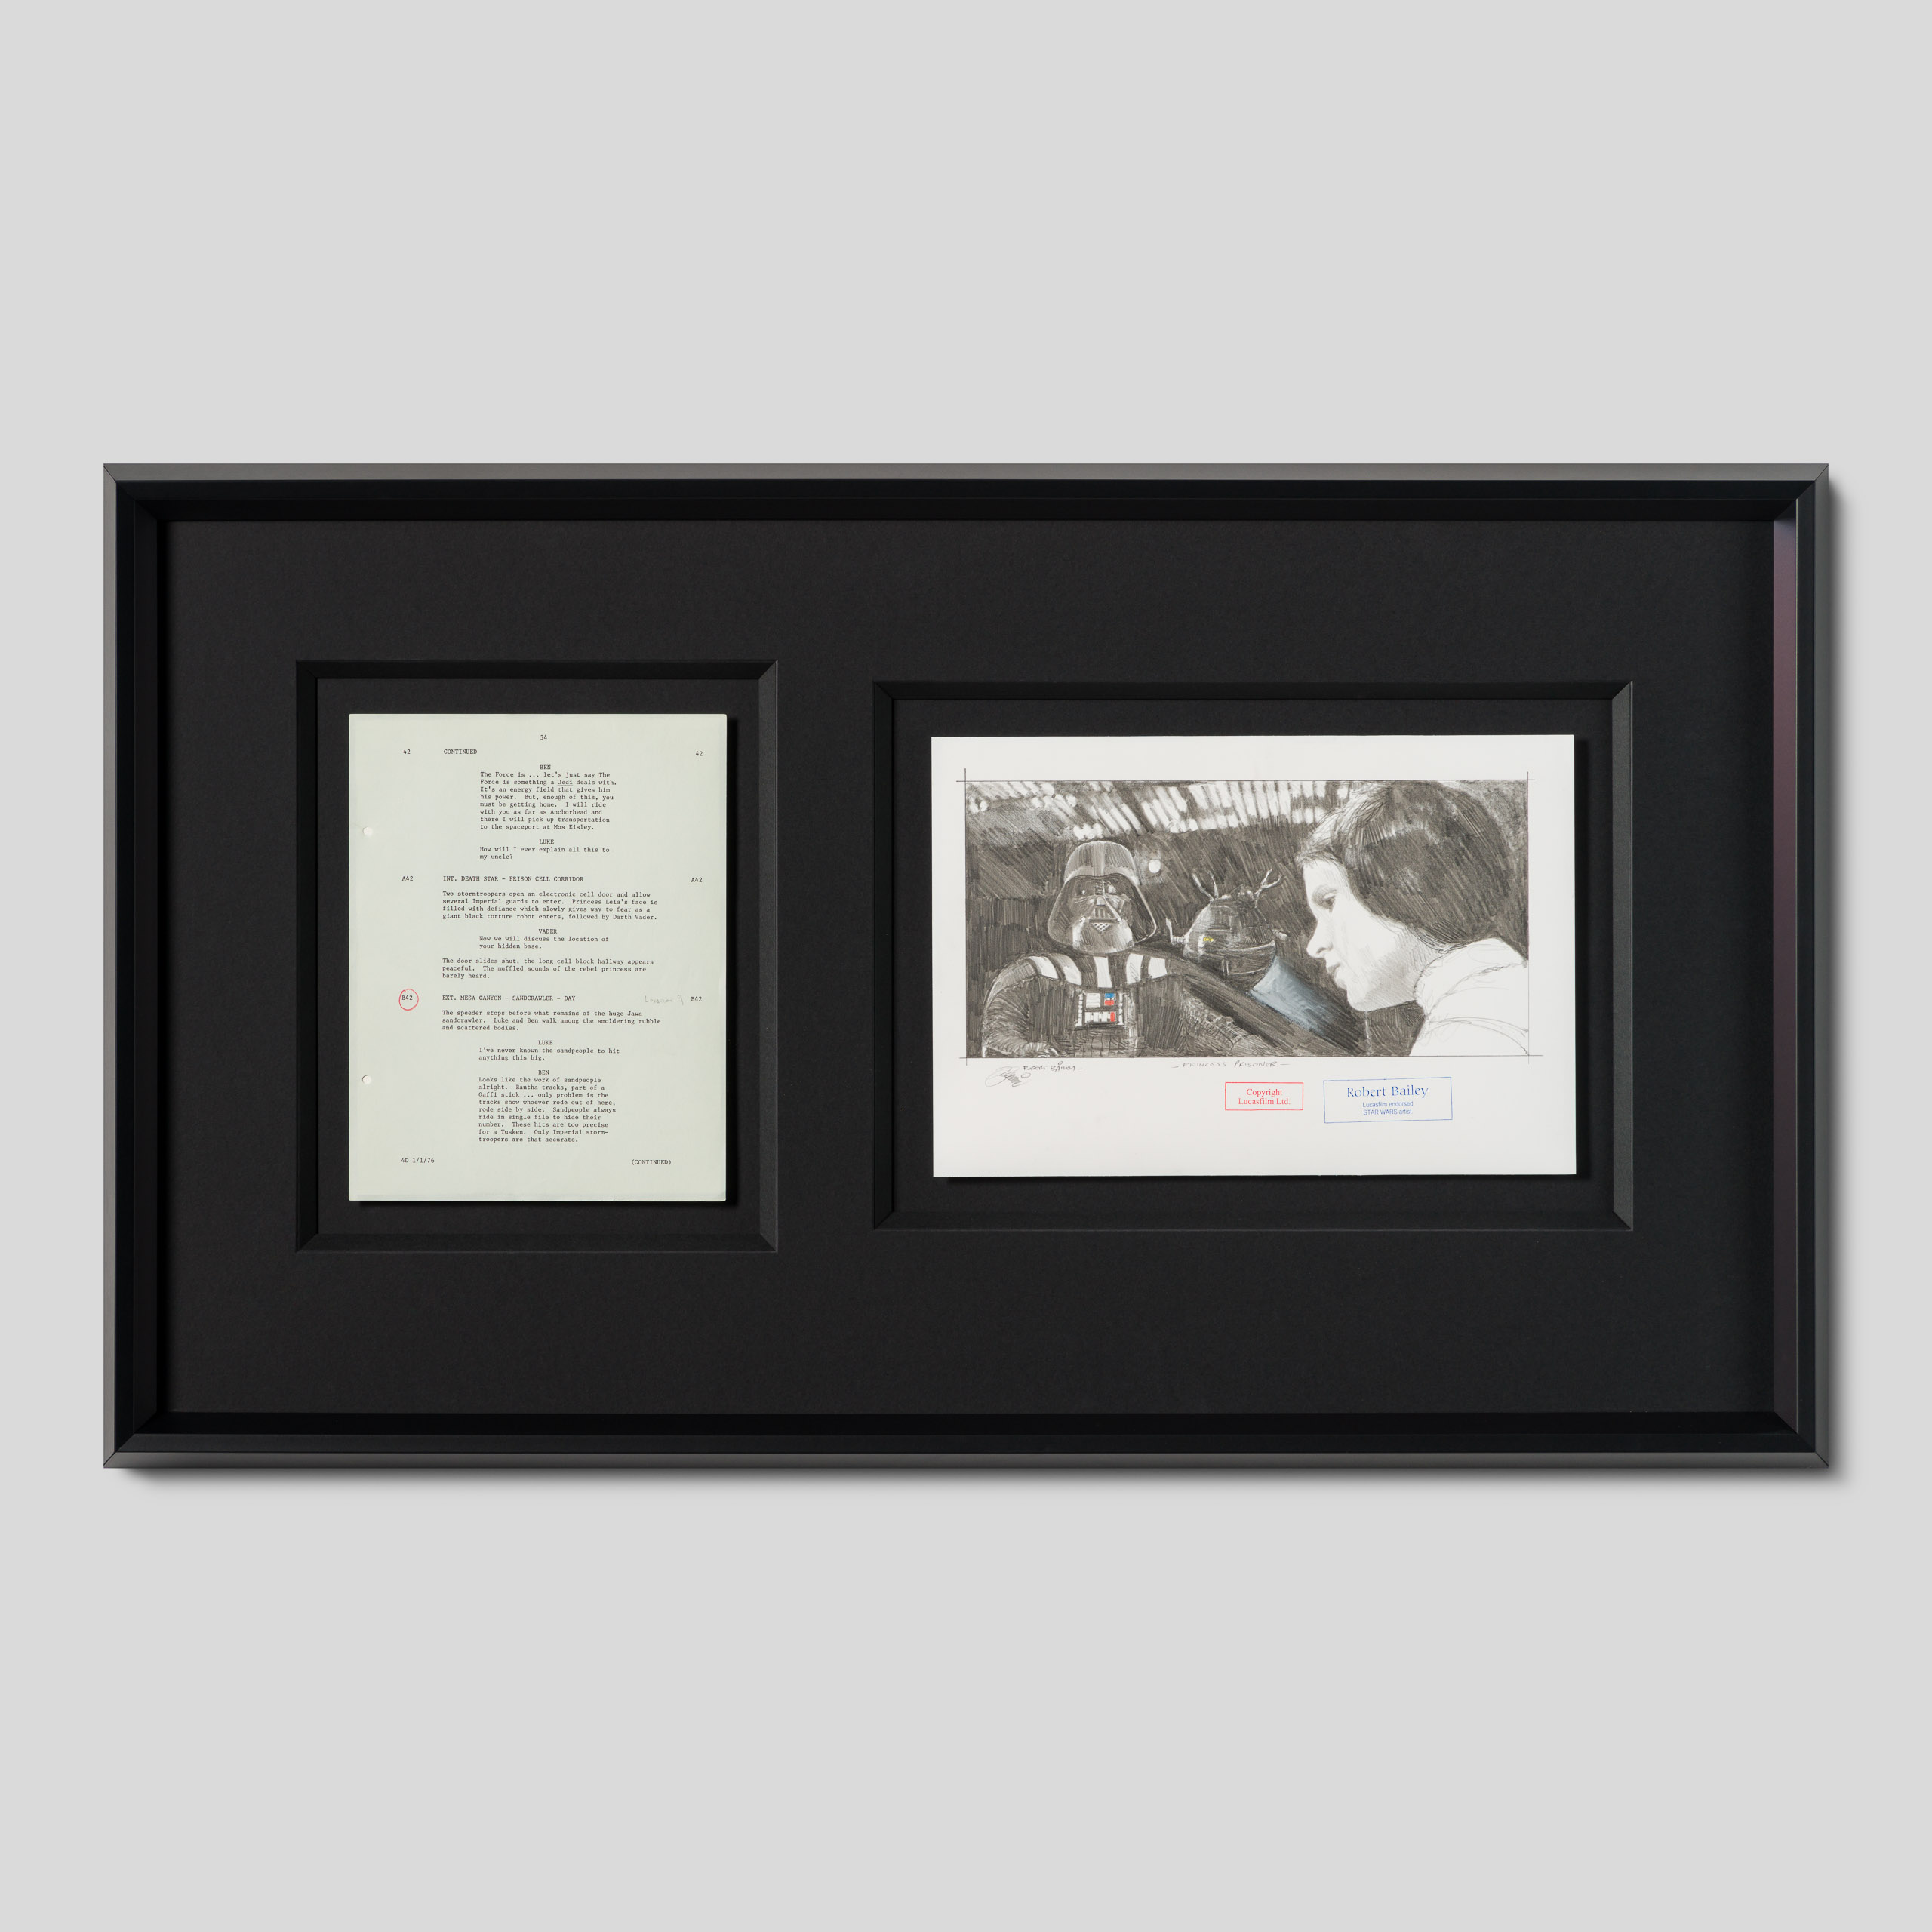 34
42 CONTINUED 42
BEN
The Force is ... let's just say The
Force is something a Jedi deals with.
It's an energy field that gives him
his power.  But, enough of this, you
must be getting home.  I will ride
with you as far as Anchorhead and
there I will pick up transportation
to the spaceport at Mos Eisley.
LUKE
How will I ever explain all this to
my uncle?
A42 INT. DEATH STAR - PRISON CELL CORRIDOR A42
Two stormtroopers open an electronic cell door and allow
several Imperial guards to enter.  Princess Leia's face is
filled with defiance which slowly gives way to fear as a
giant black torture robot enters, followed by Darth Vader.
VADER
Now we will discuss the location of
your hidden base.
The door slides shut, the long cell block hallway appears
peaceful.  The muffled sounds of the rebel princess are
barely heard.
B42 EXT. MESA CANYON - SANDCRAWLER - DAY B42
The speeder stops before what remains of the huge Jawa
sandcrawler.  Luke and Ben walk among the smoldering rubble
and scattered bodies.
LUKE
I've never known the sandpeople to hit
anything this big.
BEN
Looks like the work of sandpeople
alright.  Bantha tracks, part of a
Gaffi stick ... only problem is the
tracks show whoever rode out of here,
rode side by side.  Sandpeople always
ride in single file to hide their
number.  These hits are too precise
for a Tusken.  Only Imperial storm-
troopers are that accurate.
4D 1/1/76 (CONTINUED)
ROBERT BAILEY -
- PRINCESS PRISONER -
Copyright
Lucasfilm Ltd.
Robert Bailey
Lucasfilm endorsed
STAR WARS artist